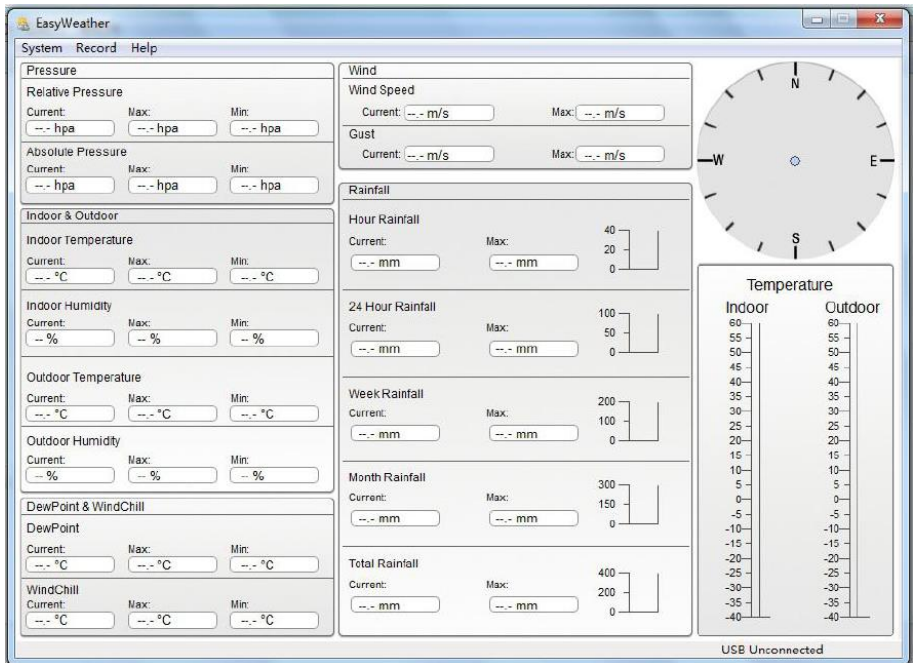 EasyWeather
System Record Help
Pressure
Relative Pressure
Current: Max: Min:
--.- hpa --.- hpa --.- hpa
Absolute Pressure
Current: Max: Min:
--.- hpa --.- hpa --.- hpa
Indoor & Outdoor
Indoor Temperature
Current: Max: Min:
--.- °C --.- °C --.- °C
Indoor Humidity
Current: Max: Min:
-- % -- % -- %
Outdoor Temperature
Current: Max: Min:
--.- °C --.- °C --.- °C
Outdoor Humidity
Current: Max: Min:
-- % -- % -- %
DewPoint & WindChill
DewPoint
Current: Max: Min:
--.- °C --.- °C --.- °C
WindChill
Current: Max: Min:
--.- °C --.- °C --.- °C
Wind
Wind Speed
Current: --.- m/s Max: --.- m/s
Gust
Current: --.- m/s Max: --.- m/s
Rainfall
Hour Rainfall
Current: Max:
--.- mm --.- mm
40
20
0
24 Hour Rainfall
Current: Max:
--.- mm --.- mm
100
50
0
Week Rainfall
Current: Max:
--.- mm --.- mm
200
100
0
Month Rainfall
Current: Max:
--.- mm --.- mm
300
150
0
Total Rainfall
Current: Max:
--.- mm --.- mm
400
200
0
N
W E
S
Temperature
Indoor Outdoor
60 60
55 55
50 50
45 45
40 40
35 35
30 30
25 25
20 20
15 15
10 10
5 5
0 0
-5 -5
-10 -10
-15 -15
-20 -20
-25 -25
-30 -30
-35 -35
-40 -40
USB Unconnected